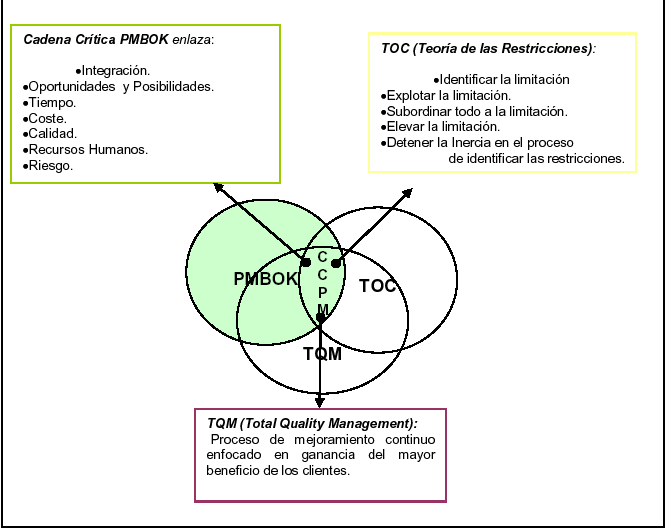 Cadena Crítica PMBOK enlaza:
•Integración.
•Oportunidades y Posibilidades.
•Tiempo.
•Coste.
•Calidad.
•Recursos Humanos.
•Riesgo.
TOC (Teoría de las Restricciones):
•Identificar la limitación
•Explotar la limitación.
•Subordinar todo a la limitación.
•Elevar la limitación.
•Detener la Inercia en el proceso
de identificar las restricciones.
PMBOK
C
C
P
M
TOC
TQM
TQM (Total Quality Management):
Proceso de mejoramiento continuo
enfocado en ganancia del mayor
beneficio de los clientes.